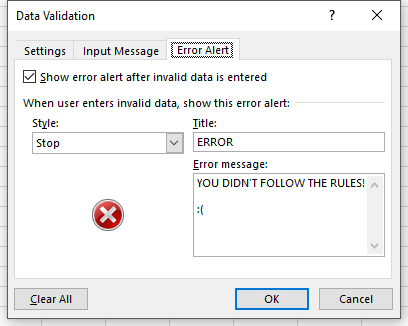 Data Validation
Settings Input Message Error Alert
Show error alert after invalid data is entered
When user enters invalid data, show this error alert:
Style: Title:
Stop ERROR
Error message:
YOU DIDN'T FOLLOW THE RULES!
:(
Clear All OK Cancel